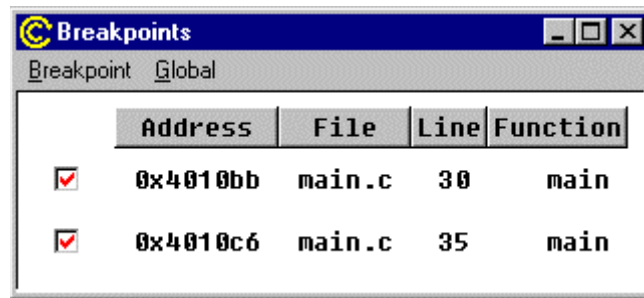 Breakpoints
Breakpoint Global
Address File Line Function
0x4010bb main.c 30 main
0x4010c6 main.c 35 main